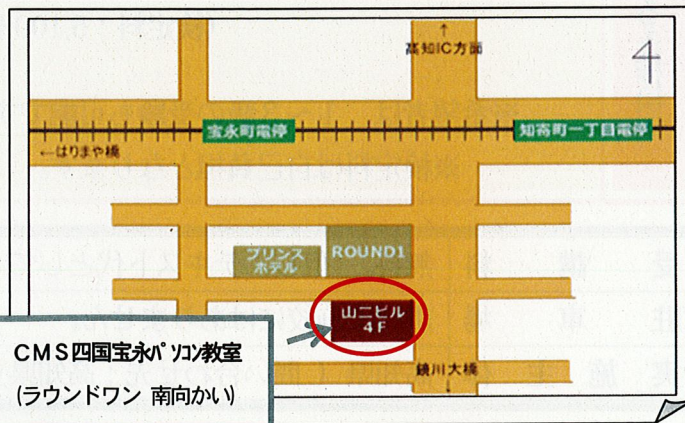 ↑
高知IC方面
4
宝永町電停
知寄町一丁目電停
←はりまや橋
プリンス
ホテル
ROUND1
山二ビル
4F
CMS四国宝永パソコン教室
(ラウンドワン 南向かい)
鏡川大橋
↓